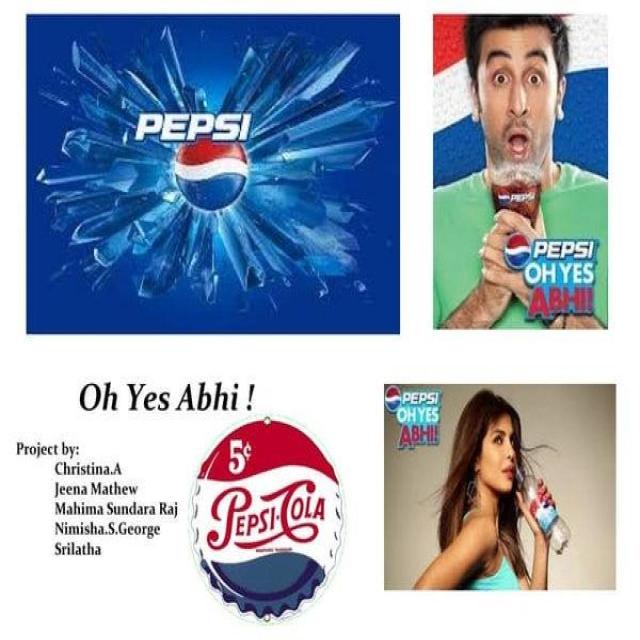 PEPSI
PEPSI
PEPSI
OH YES
ABHI!
Oh Yes Abhi !
PEPSI
OH YES
ABHI!
Project by:
Christina.A
Jeena Mathew
Mahima Sundara Raj
Nimisha.S.George
Srilatha
5¢
PEPSI-COLA